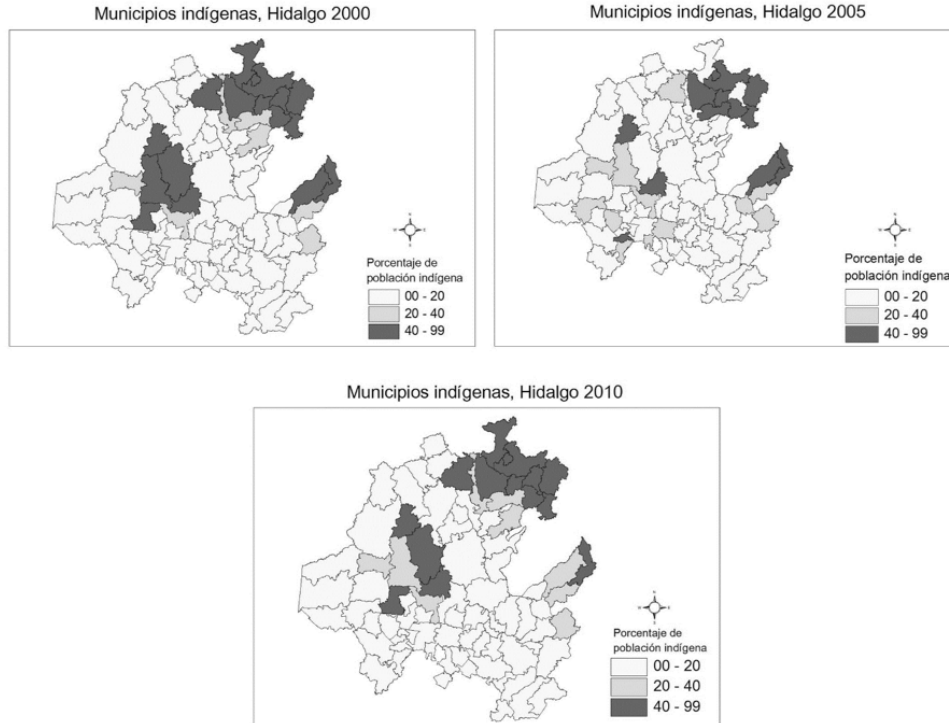 Municipios indígenas, Hidalgo 2000
Porcentaje de
población indígena
00 - 20
20 - 40
40 - 99
Municipios indígenas, Hidalgo 2005
Porcentaje de
población indígena
00 - 20
20 - 40
40 - 99
Municipios indígenas, Hidalgo 2010
Porcentaje de
población indígena
00 - 20
20 - 40
40 - 99